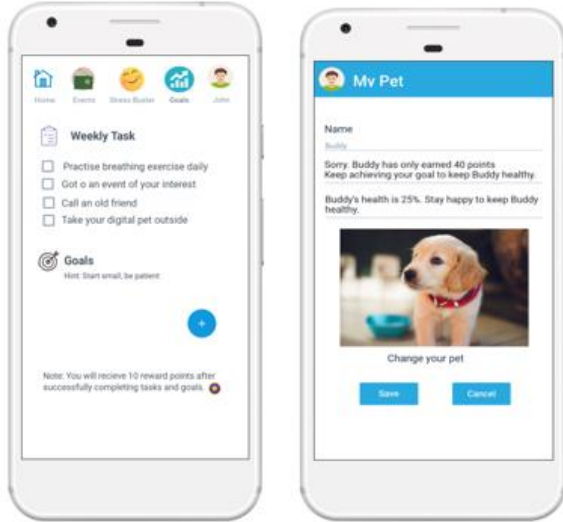 Home Events Stress Buster Goals John
Weekly Task
Practise breathing exercise daily
Got o an event of your interest
Call an old friend
Take your digital pet outside
Goals
Hint: Start small, be patient
+
Note: You will recieve 10 reward points after
successfully completing tasks and goals.
My Pet
Name
Buddy
Sorry. Buddy has only earned 40 points
Keep achieving your goal to keep Buddy healthy.
Buddy's health is 25%. Stay happy to keep Buddy
healthy.
Change your pet
Save Cancel